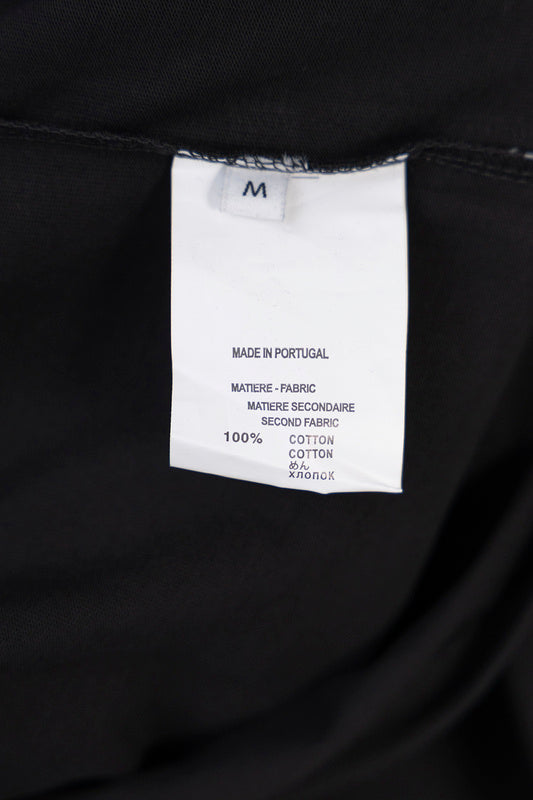 M
MADE IN PORTUGAL
MATIERE - FABRIC
MATIERE SECONDAIRE
SECOND FABRIC
100% COTTON
COTTON
めん
хлопок